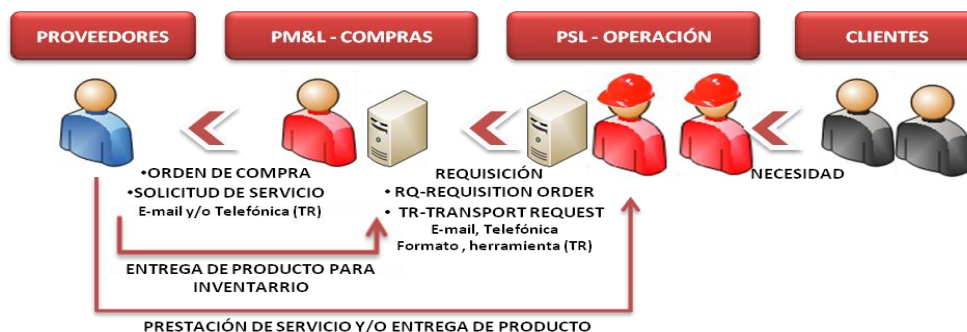 PROVEEDORES
PM&L - COMPRAS
PSL - OPERACIÓN
CLIENTES
•ORDEN DE COMPRA
•SOLICITUD DE SERVICIO
E-mail y/o Telefónica (TR)
REQUISICIÓN
• RQ-REQUISITION ORDER
• TR-TRANSPORT REQUEST
E-mail, Telefónica
Formato , herramienta (TR)
NECESIDAD
ENTREGA DE PRODUCTO PARA
INVENTARRIO
PRESTACIÓN DE SERVICIO Y/O ENTREGA DE PRODUCTO